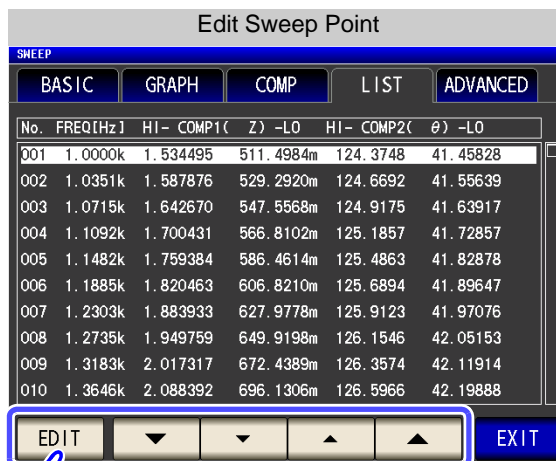 Edit Sweep Point
SWEEP
BASIC GRAPH COMP LIST ADVANCED
No. FREQ[Hz] HI- COMP1( Z) -LO HI- COMP2( θ) -LO
001 1.0000k 1.534495 511.4984m 124.3748 41.45828
002 1.0351k 1.587876 529.2920m 124.6692 41.55639
003 1.0715k 1.642670 547.5568m 124.9175 41.63917
004 1.1092k 1.700431 566.8102m 125.1857 41.72857
005 1.1482k 1.759384 586.4614m 125.4863 41.82878
006 1.1885k 1.820463 606.8210m 125.6894 41.89647
007 1.2303k 1.883933 627.9778m 125.9123 41.97076
008 1.2735k 1.949759 649.9198m 126.1546 42.05153
009 1.3183k 2.017317 672.4389m 126.3574 42.11914
010 1.3646k 2.088392 696.1306m 126.5966 42.19888
EDIT EXIT